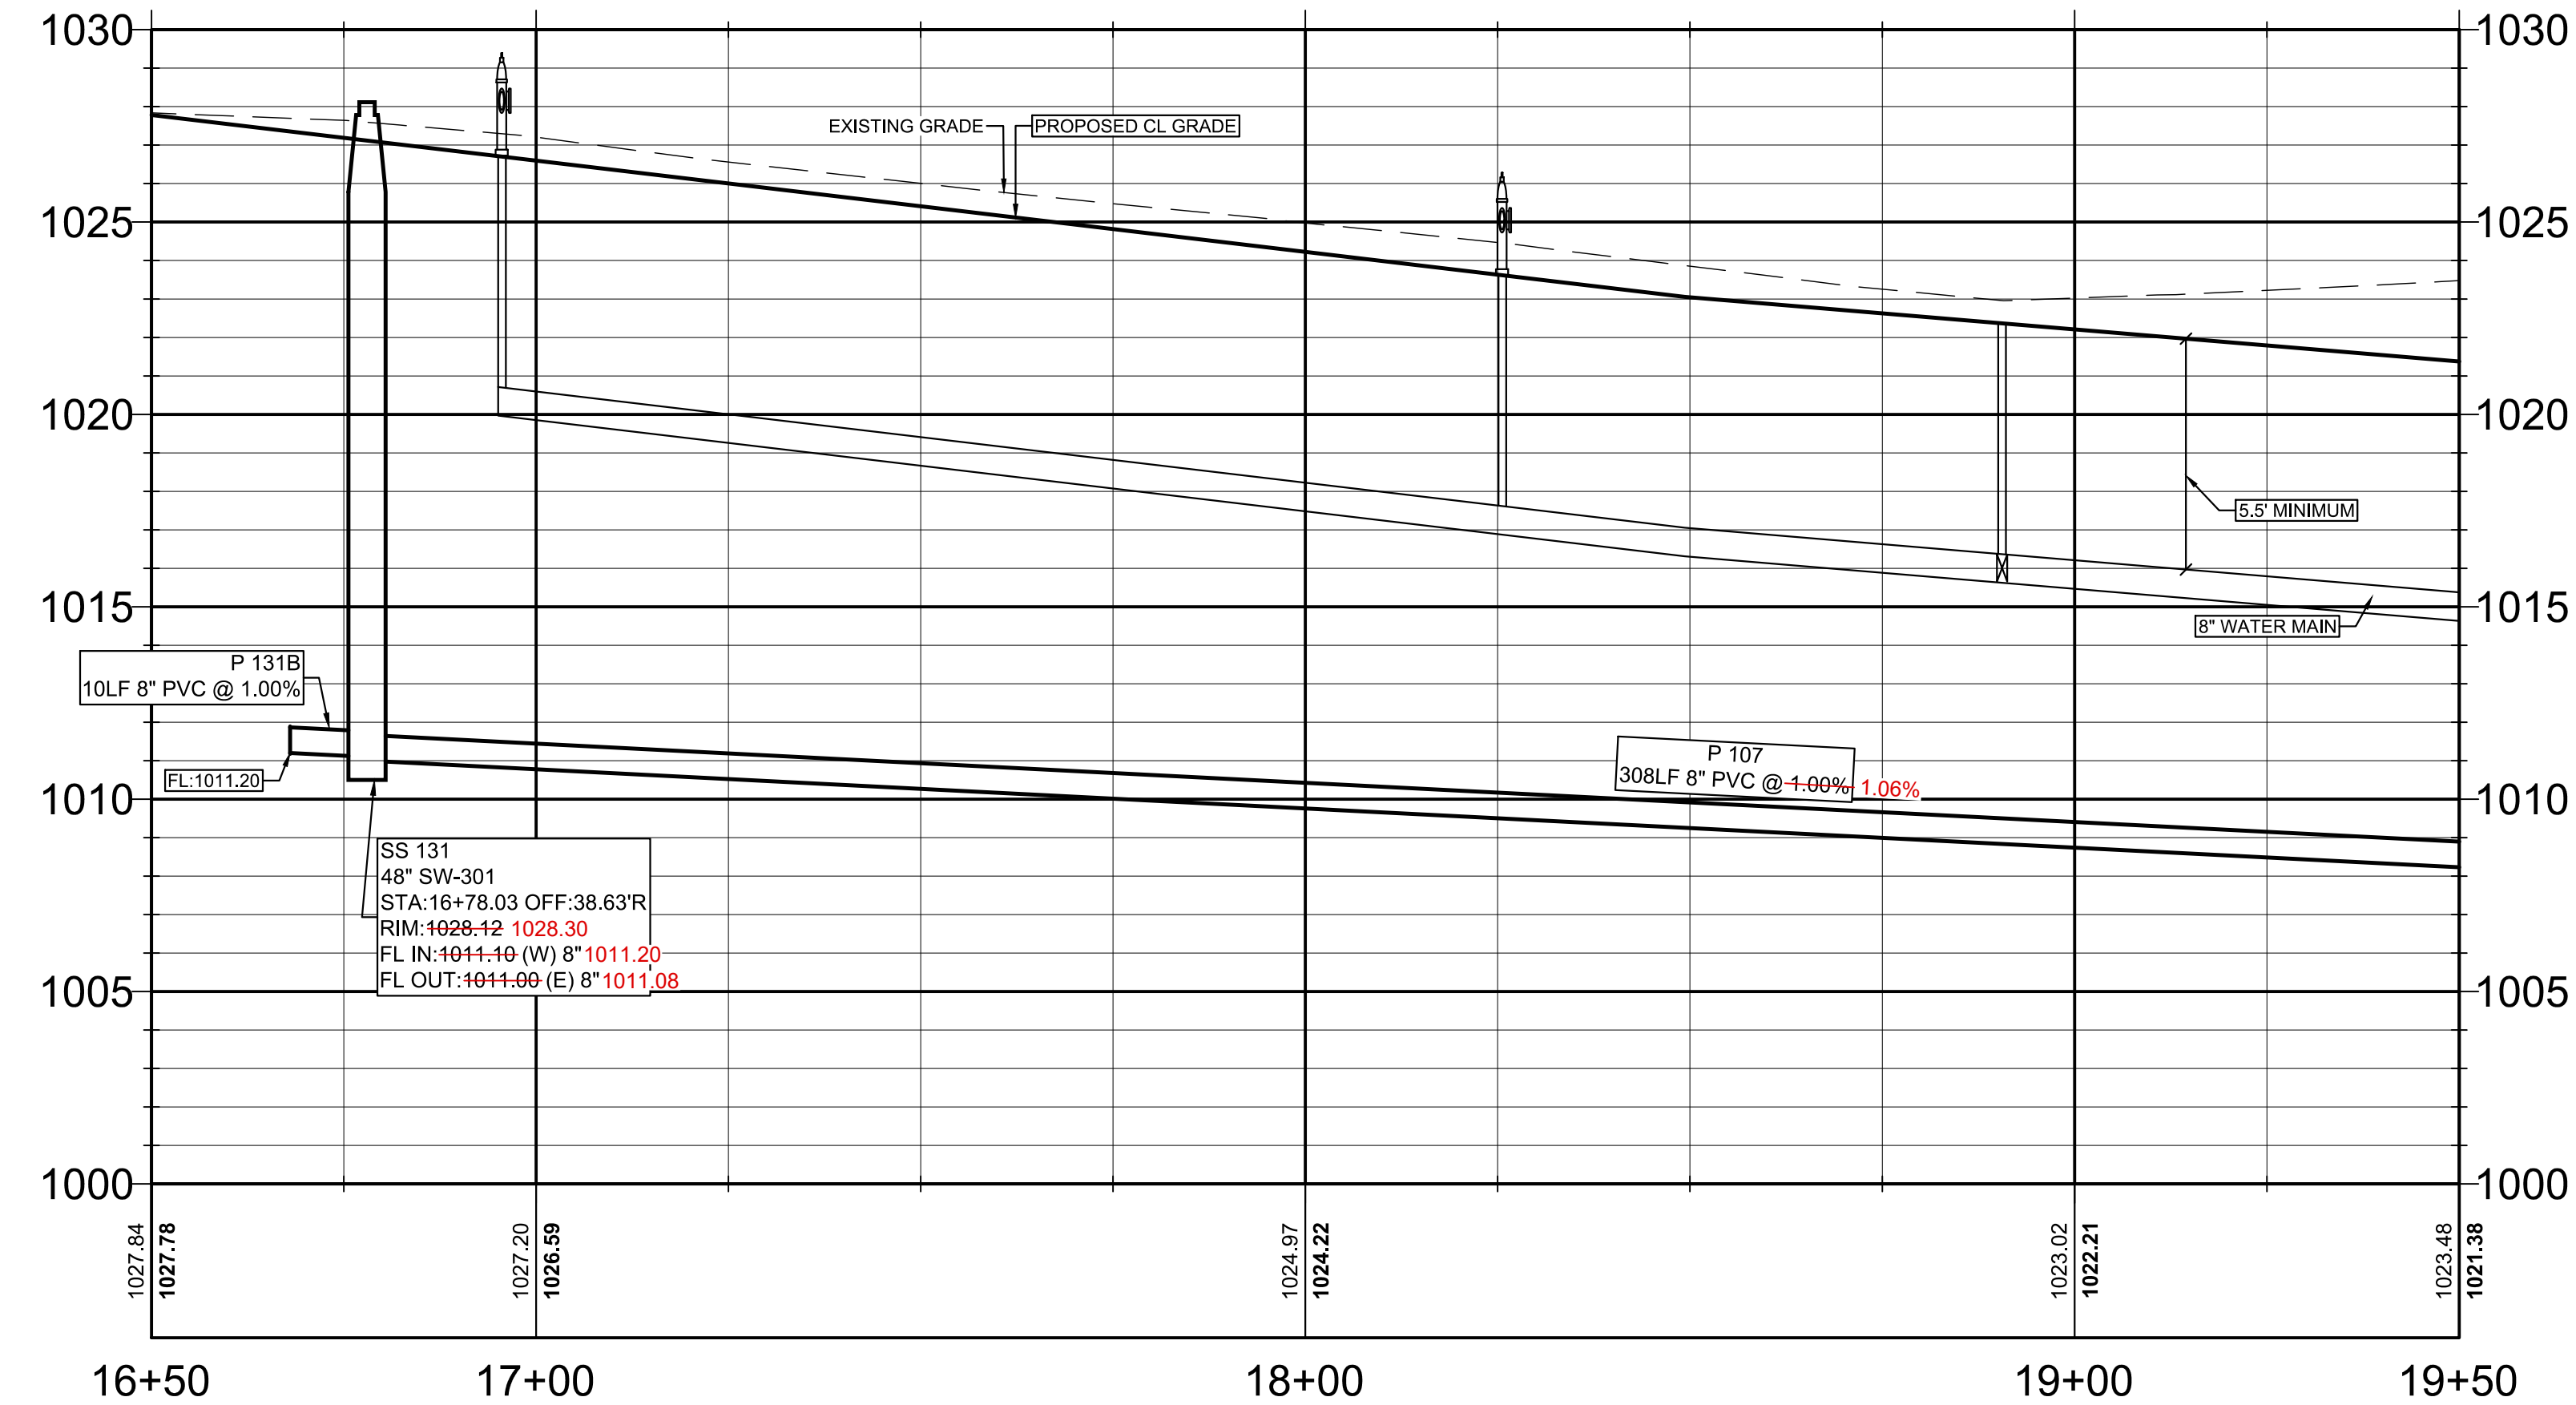 1030
1030
EXISTING GRADE
PROPOSED CL GRADE
1025
1025
1020
1020
5.5' MINIMUM
1015
1015
8" WATER MAIN
P 131B
10LF 8" PVC @ 1.00%
FL:1011.20
P 107
308LF 8" PVC @ 1.00% 1.06%
1010
1010
SS 131
48" SW-301
STA:16+78.03 OFF:38.63'R
RIM:1028.12 1028.30
FL IN:1011.10 (W) 8" 1011.20
FL OUT:1011.00 (E) 8" 1011.08
1005
1005
1000
1000
1027.84
1027.78
1027.20
1026.59
1024.97
1024.22
1023.02
1022.21
1023.48
1021.38
16+50
17+00
18+00
19+00
19+50